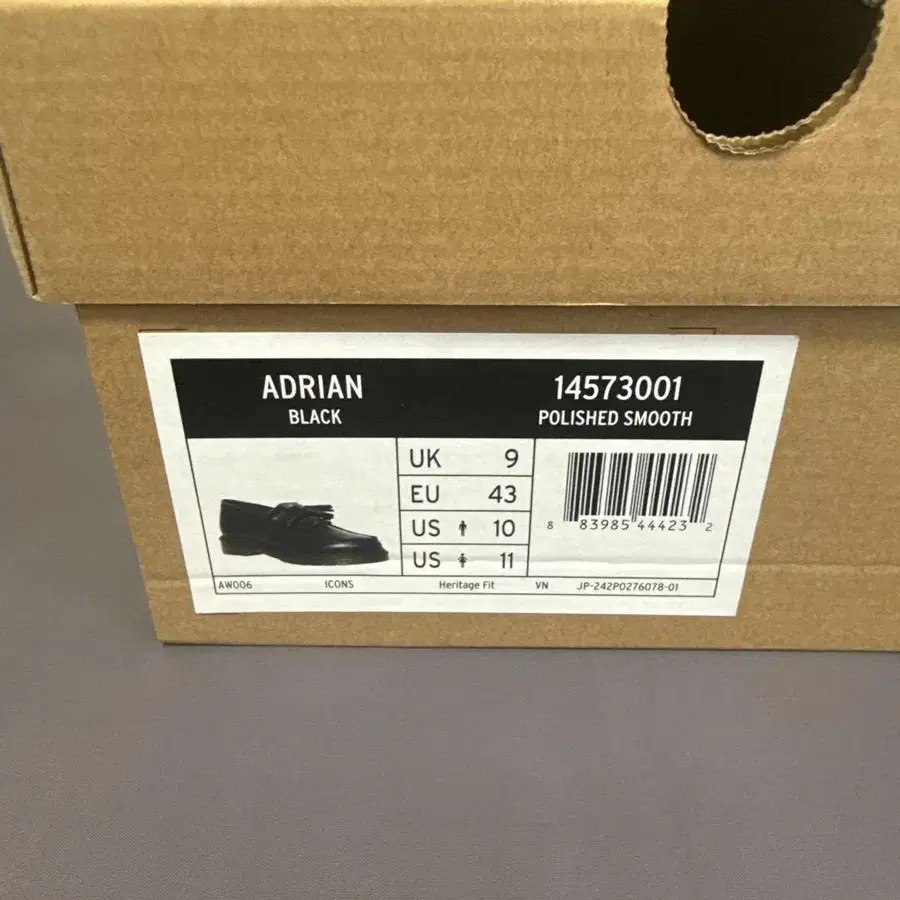 ADRIAN
BLACK
14573001
POLISHED SMOOTH
UK 9
EU 43
US 10
US 11
8 83985 44423 2
AW006 ICONS Heritage Fit VN JP-242P0276078-01